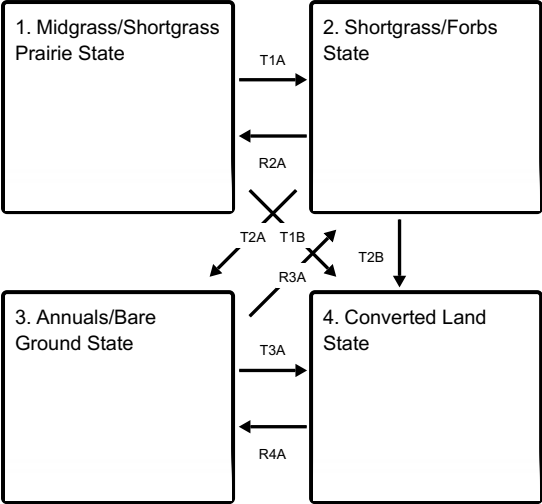 1. Midgrass/Shortgrass
Prairie State
2. Shortgrass/Forbs
State
T1A
R2A
T2A
T1B
R3A
T2B
3. Annuals/Bare
Ground State
4. Converted Land
State
T3A
R4A